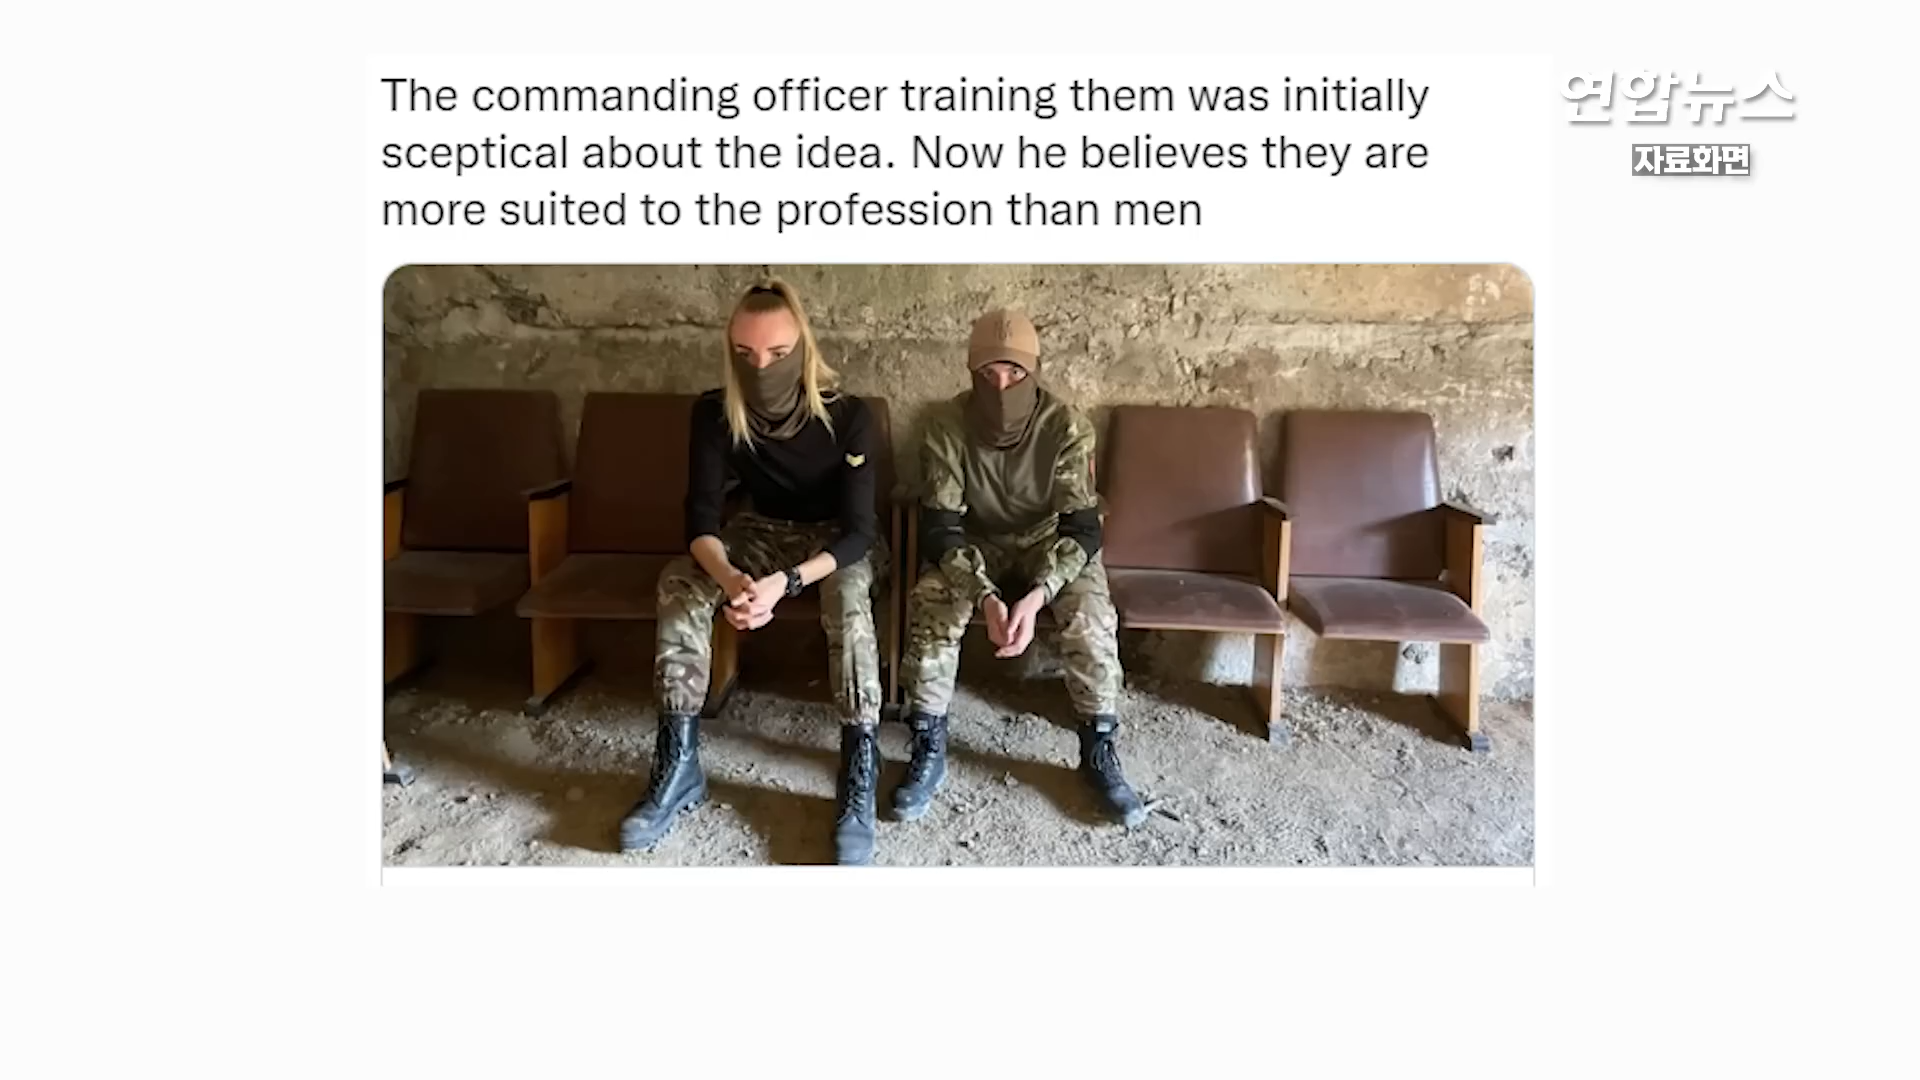 The commanding officer training them was initially
sceptical about the idea. Now he believes they are
more suited to the profession than men
연합뉴스
자료화면